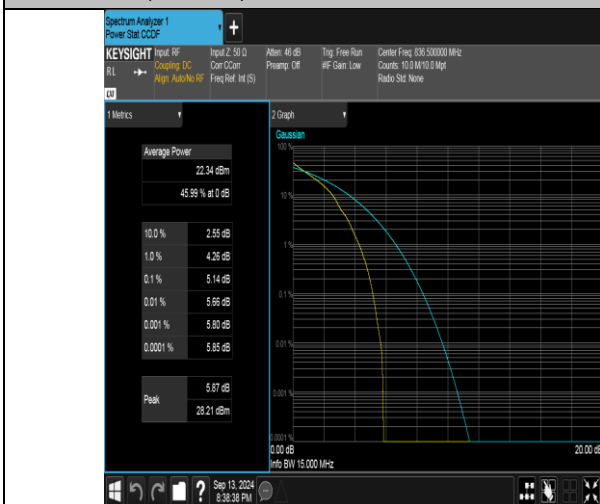 Spectrum Analyzer 1
Power Stat CCDF
+
KEYSIGHT
RL
Input: RF
Coupling: DC
Align: Auto/No RF
Input Z: 50 Ω
Corr CCorr
Freq Ref: Int (S)
Atten: 46 dB
Preamp: Off
Trig: Free Run
#IF Gain: Low
Center Freq: 836.500000 MHz
Counts: 10.0 M/10.0 Mpt
Radio Std: None
1 Metrics
Average Power
22.34 dBm
45.99 % at 0 dB
10.0 % 2.55 dB
1.0 % 4.26 dB
0.1 % 5.14 dB
0.01 % 5.66 dB
0.001 % 5.80 dB
0.0001 % 5.85 dB
Peak
5.87 dB
28.21 dBm
2 Graph
Gaussian
100 %
10 %
1 %
0.1 %
0.01 %
0.001 %
0.0001 %
0.00 dB
20.00 dB
Info BW 15.000 MHz
?
Sep 13, 2024
8:38:38 PM